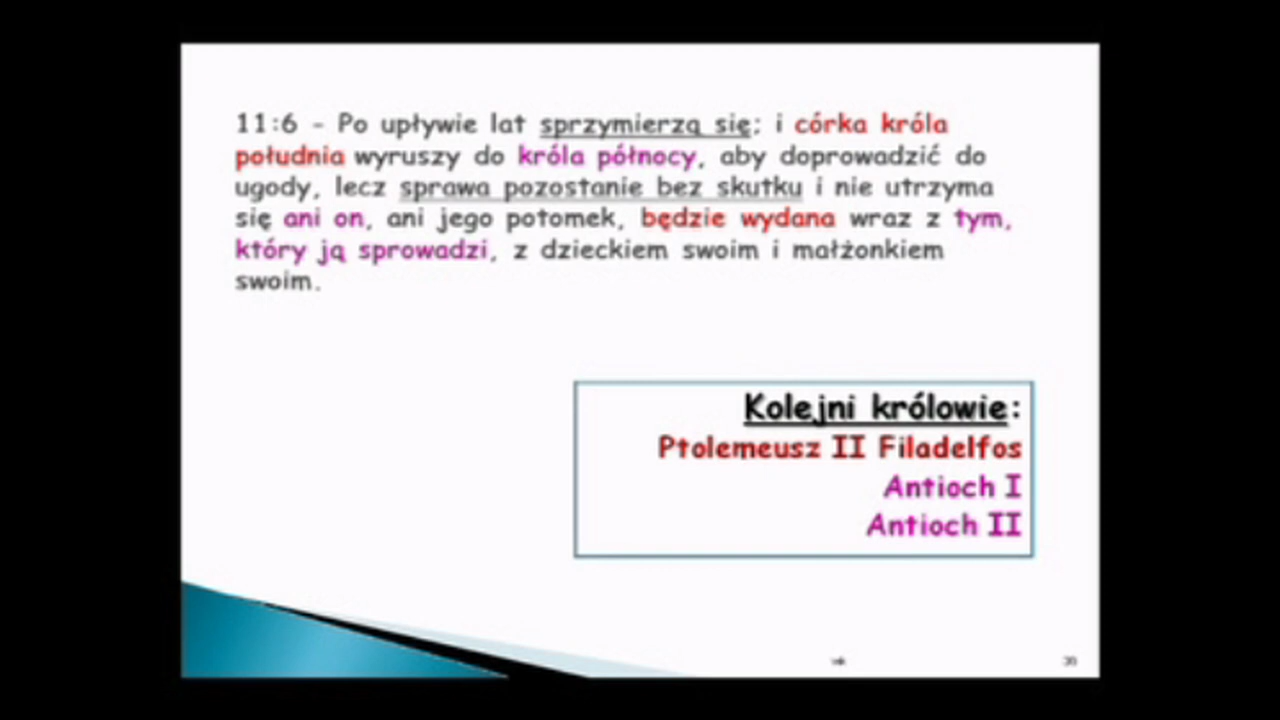 11:6 - Po upływie lat sprzymierzą się; i córka króla
południa wyruszy do króla północy, aby doprowadzić do
ugody, lecz sprawa pozostanie bez skutku i nie utrzyma
się ani on, ani jego potomek, będzie wydana wraz z tym,
który ją sprowadzi, z dzieckiem swoim i małżonkiem
swoim.
Kolejni królowie:
Ptolemeusz II Filadelfos
Antioch I
Antioch II